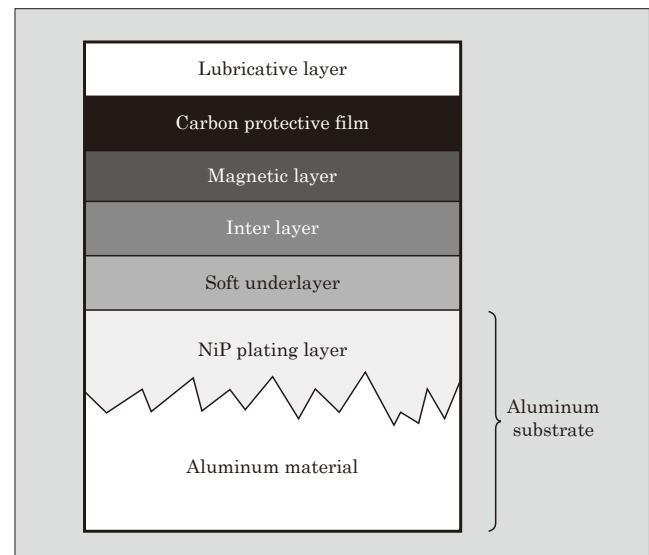 Lubricative layer
Carbon protective film
Magnetic layer
Inter layer
Soft underlayer
NiP plating layer
Aluminum
substrate
Aluminum material